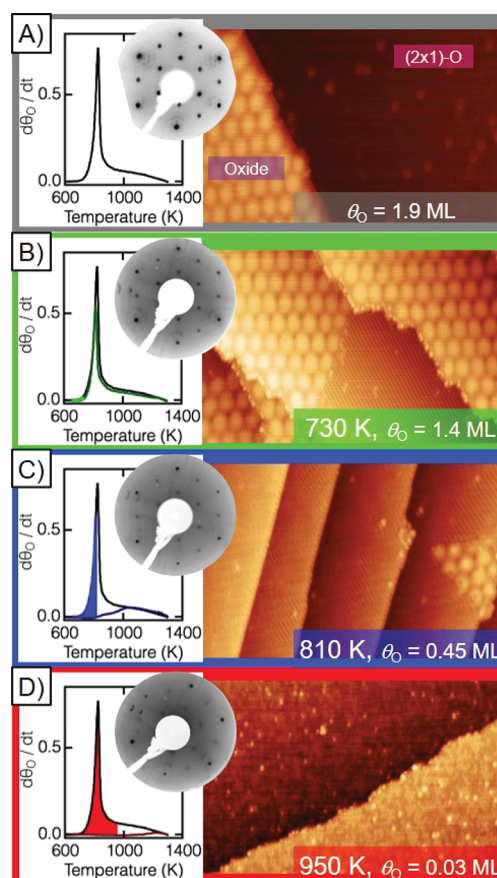 A)
dθO / dt
0.5
0.0
600 1000 1400
Temperature (K)
(2x1)-O
Oxide
θO = 1.9 ML
B)
dθO / dt
0.5
0.0
600 1000 1400
Temperature (K)
730 K, θO = 1.4 ML
C)
dθO / dt
0.5
0.0
600 1000 1400
Temperature (K)
810 K, θO = 0.45 ML
D)
dθO / dt
0.5
0.0
600 1000 1400
Temperature (K)
950 K, θO = 0.03 ML